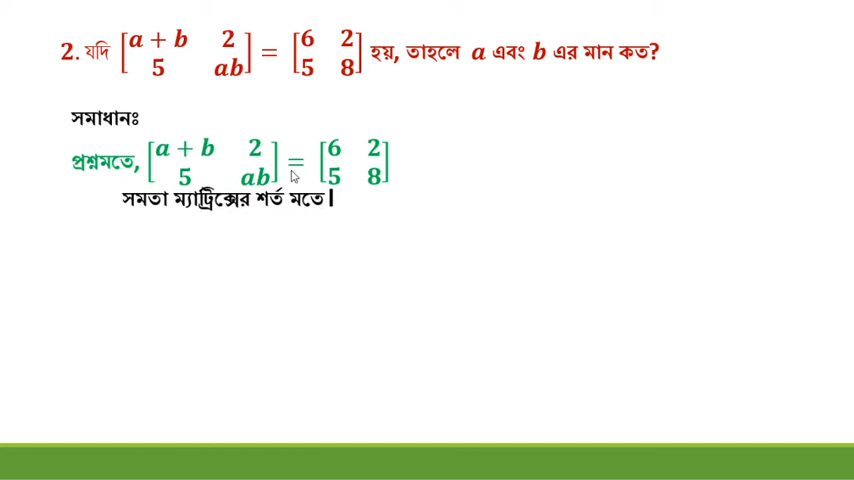 2. যদি [a + b 2 5 ab] = [6 2 5 8] হয়, তাহলে a এবং b এর মান কত?
সমাধানঃ
প্রশ্নমতে, [a + b 2 5 ab] = [6 2 5 8]
সমতা ম্যাট্রিক্সের শর্ত মতে।